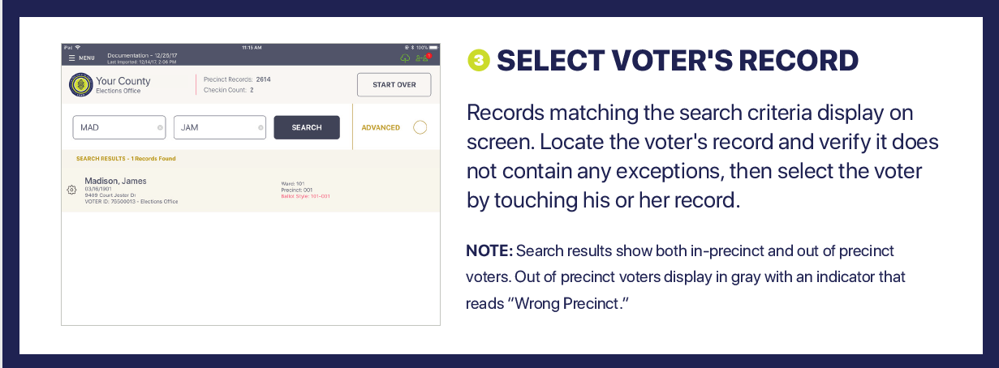 iPad
11:15 AM
100%
MENU
Documentation - 12/26/17
Last Imported: 12/14/17, 2:06 PM
Your County
Elections Office
Precinct Records: 2614
Checkin Count: 2
START OVER
MAD
JAM
SEARCH
ADVANCED
SEARCH RESULTS - 1 Records Found
Madison, James
03/16/1901
9409 Court Jester Dr
VOTER ID: 75500013 - Elections Office
Ward: 101
Precinct: 001
Ballot Style: 101-001
3 SELECT VOTER'S RECORD
Records matching the search criteria display on
screen. Locate the voter's record and verify it does
not contain any exceptions, then select the voter
by touching his or her record.
NOTE: Search results show both in-precinct and out of precinct
voters. Out of precinct voters display in gray with an indicator that
reads “Wrong Precinct.”